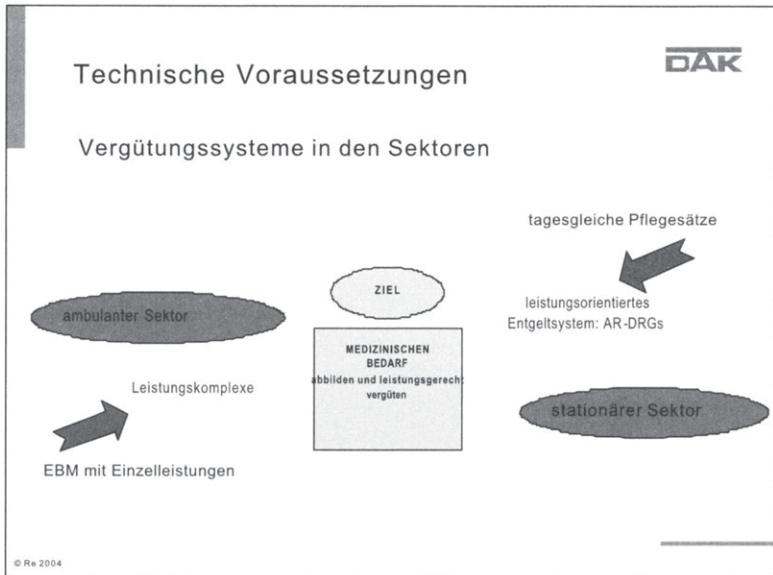 Technische Voraussetzungen
DAK
Vergütungssysteme in den Sektoren
tagesgleiche Pflegesätze
ZIEL
leistungsorientiertes
Entgeltsystem: AR-DRGs
ambulanter Sektor
MEDIZINISCHEN
BEDARF
abbilden und leistungsgerecht
vergüten
Leistungskomplexe
stationärer Sektor
EBM mit Einzelleistungen
© Re 2004